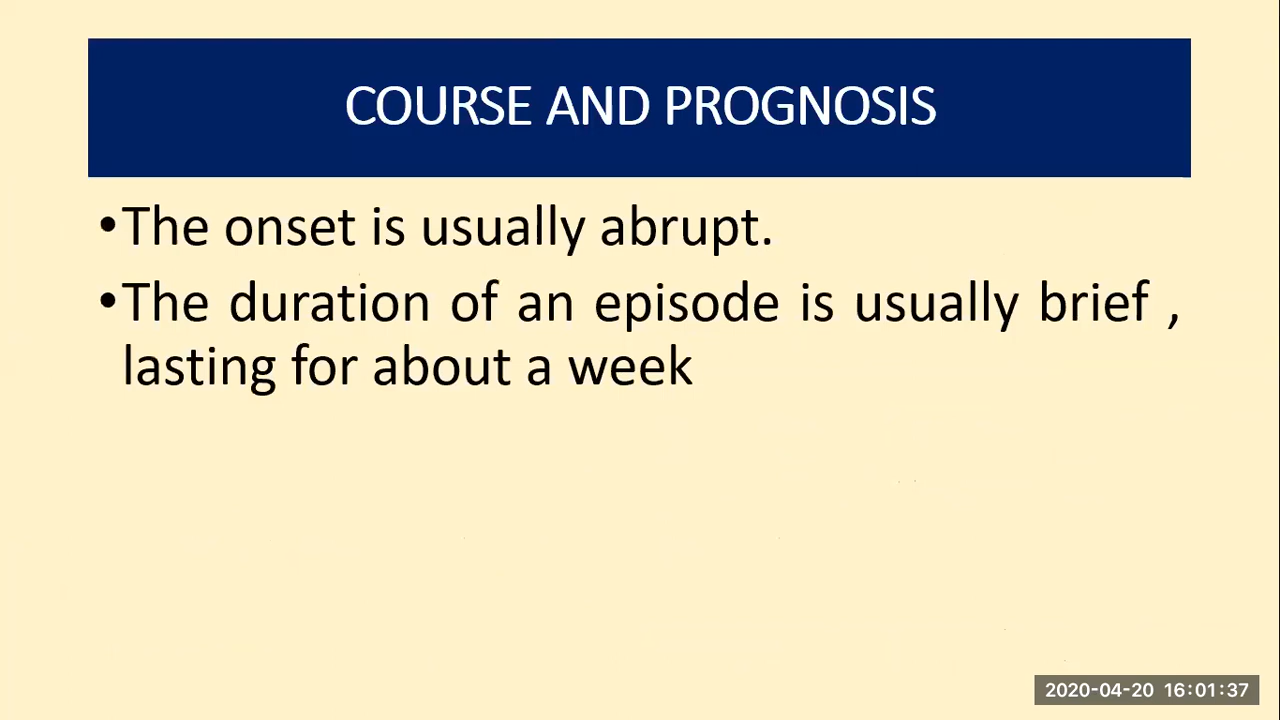 COURSE AND PROGNOSIS
•The onset is usually abrupt.
•The duration of an episode is usually brief ,
lasting for about a week
2020-04-20 16:01:37